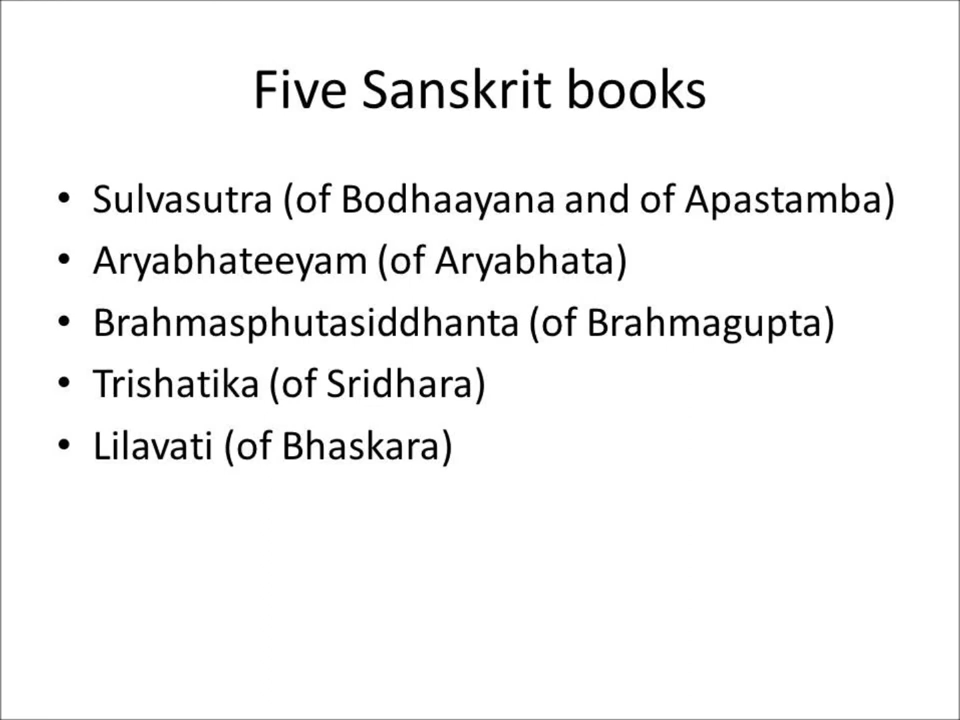 Five Sanskrit books
• Sulvasutra (of Bodhaayana and of Apastamba)
• Aryabhateeyam (of Aryabhata)
• Brahmasphutasiddhanta (of Brahmagupta)
• Trishatika (of Sridhara)
• Lilavati (of Bhaskara)